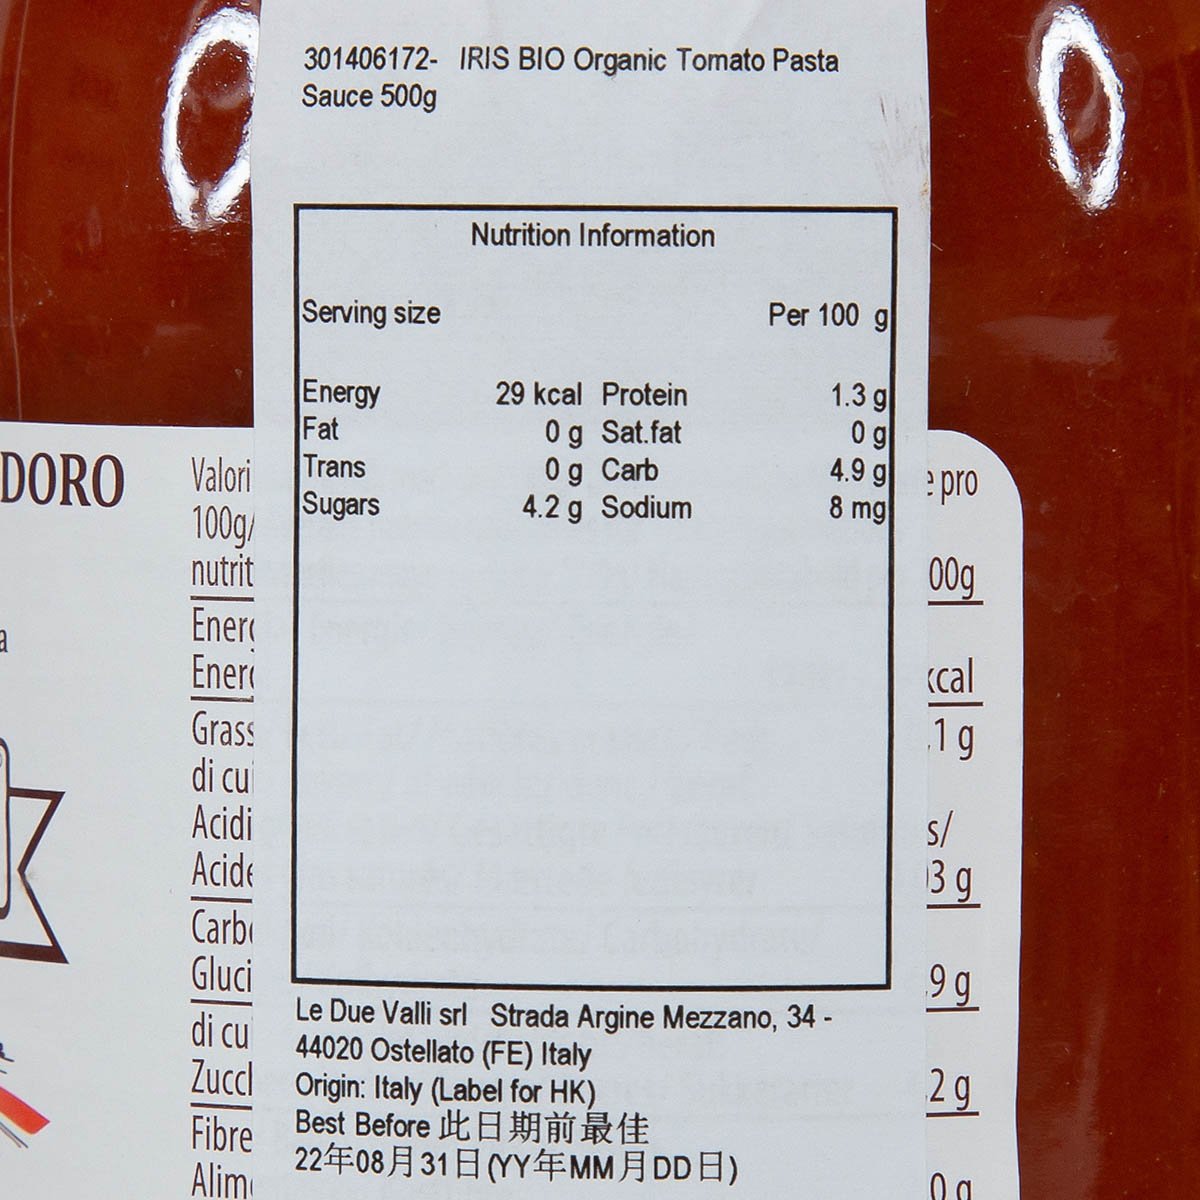 301406172- IRIS BIO Organic Tomato Pasta
Sauce 500g
Nutrition Information
Serving size Per 100 g
Energy 29 kcal Protein 1.3 g
Fat 0 g Sat.fat 0 g
Trans 0 g Carb 4.9 g
Sugars 4.2 g Sodium 8 mg
Le Due Valli srl Strada Argine Mezzano, 34 -
44020 Ostellato (FE) Italy
Origin: Italy (Label for HK)
Best Before 此日期前最佳
22年08月31日(YY年MM月DD日)
DORO
a
Valori
100g/
nutrit
Energ
Energ
Grass
di cui
Acidi
Acide
Carbo
Gluci
di cu
Zucch
Fibre
Alime
e pro
00g
kcal
,1 g
s/
03 g
,9 g
,2 g
0 g